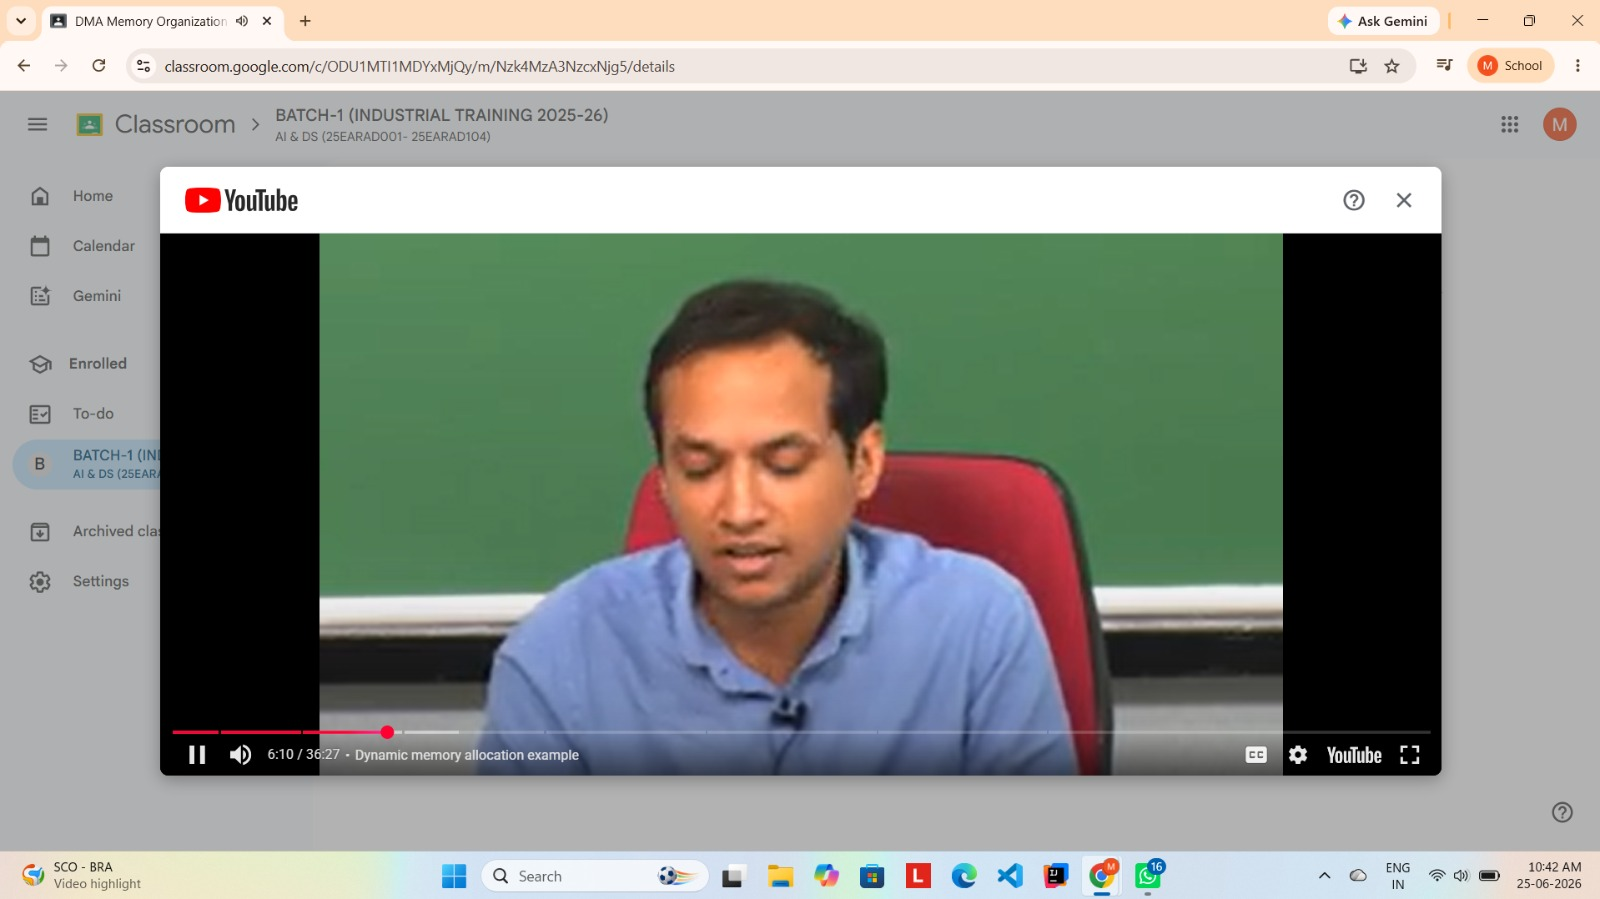 DMA Memory Organization
Ask Gemini
classroom.google.com/c/ODU1MTI1MDYxMjQy/m/Nzk4MzA3NzcxNjg5/details
M School
Classroom
BATCH-1 (INDUSTRIAL TRAINING 2025-26)
AI & DS (25EARAD001- 25EARAD104)
M
YouTube
Home
Calendar
Gemini
Enrolled
To-do
B
BATCH-1 (IN
AI & DS (25EARA
Archived clas
Settings
6:10 / 36:27 • Dynamic memory allocation example
CC
YouTube
SCO - BRA
Video highlight
Search
L
IJ
M
16
ENG
IN
10:42 AM
25-06-2026